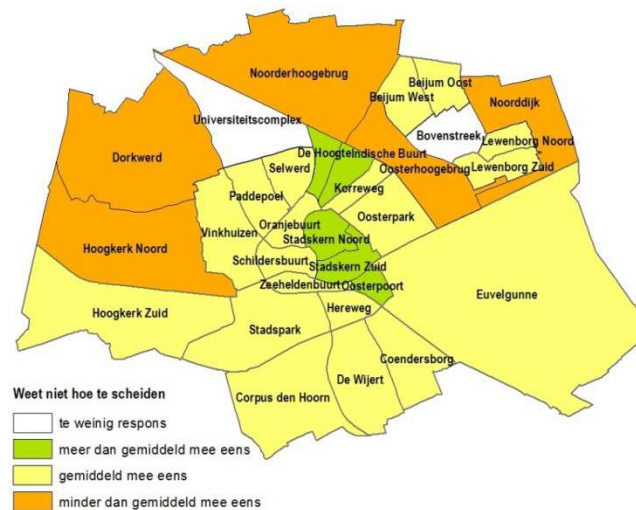 Noorderhoogebrug
Beijum Oost
Beijum West
Noorddijk
Universiteitscomplex
Bovenstreek
Lewenborg Noord
De Hoogte
Indische Buurt
Dorkwerd
Selwerd
Oosterhoogebrug
Lewenborg Zuid
Korreweg
Paddepoel
Oosterpark
Oranjebuurt
Vinkhuizen
Stadskern Noord
Hoogkerk Noord
Schildersbuurt
Stadskern Zuid
Zeeheldenbuurt
Oosterpoort
Euvelgunne
Hereweg
Hoogkerk Zuid
Stadspark
Coendersborg
De Wijert
Corpus den Hoorn
Weet niet hoe te scheiden
te weinig respons
meer dan gemiddeld mee eens
gemiddeld mee eens
minder dan gemiddeld mee eens